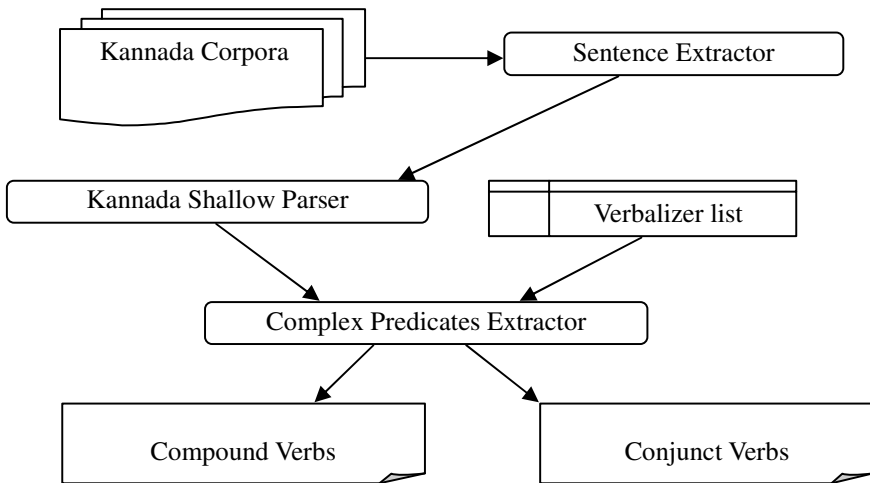 Kannada Corpora
Sentence Extractor
Kannada Shallow Parser
Verbalizer list
Complex Predicates Extractor
Compound Verbs
Conjunct Verbs